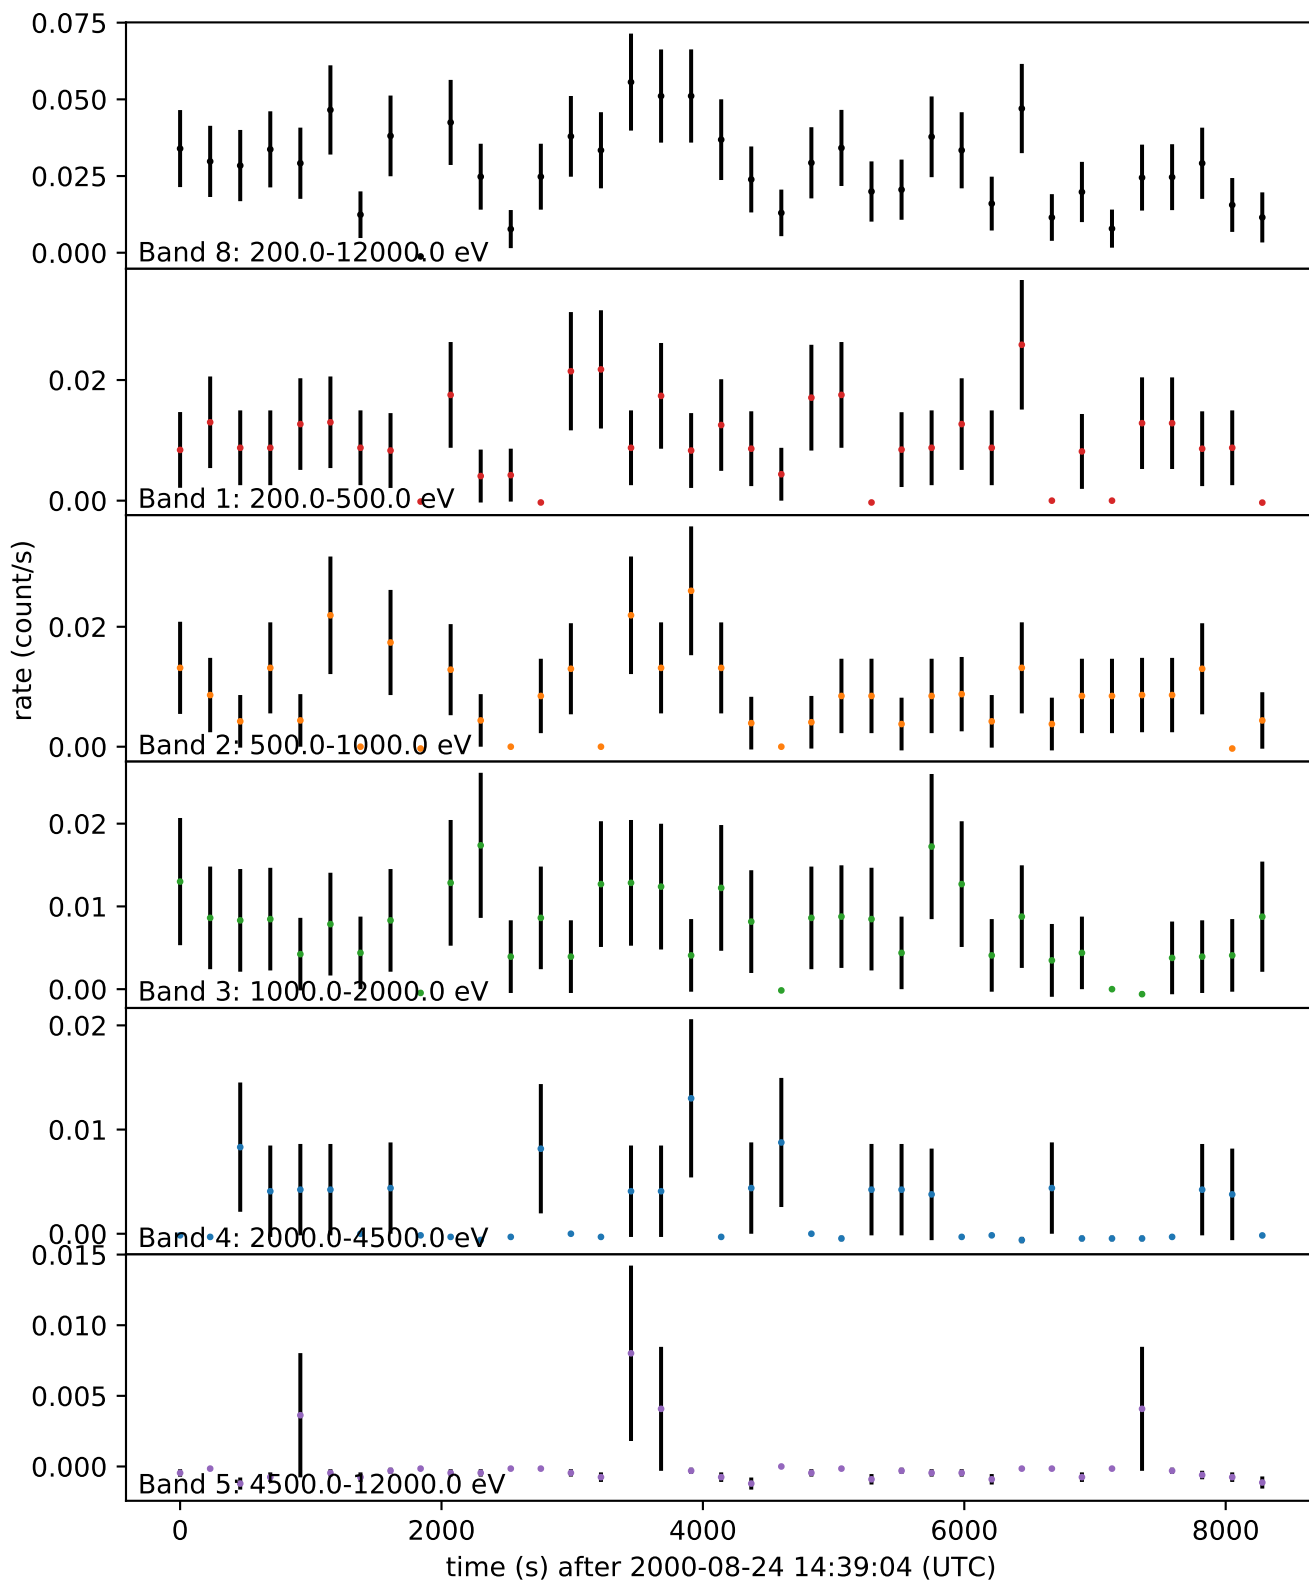 0.075
0.050
0.025
0.000
Band 8: 200.0-12000.0 eV
0.02
0.00
Band 1: 200.0-500.0 eV
rate (count/s)
0.02
0.00
Band 2: 500.0-1000.0 eV
0.02
0.01
0.00
Band 3: 1000.0-2000.0 eV
0.02
0.01
0.00
Band 4: 2000.0-4500.0 eV
0.015
0.010
0.005
0.000
Band 5: 4500.0-12000.0 eV
0 2000 4000 6000 8000
time (s) after 2000-08-24 14:39:04 (UTC)